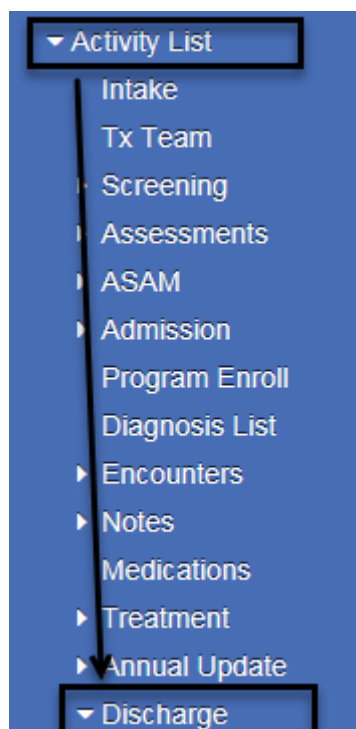 Activity List
Intake
Tx Team
Screening
Assessments
ASAM
Admission
Program Enroll
Diagnosis List
Encounters
Notes
Medications
Treatment
Annual Update
Discharge